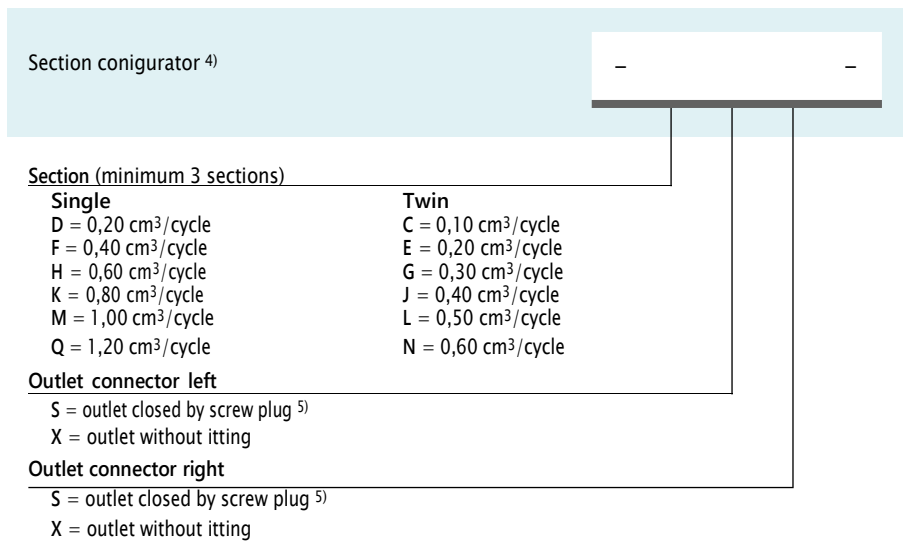 Section conigurator 4)
– –
Section (minimum 3 sections)
Single Twin
D = 0,20 cm3/cycle C = 0,10 cm3/cycle
F = 0,40 cm3/cycle E = 0,20 cm3/cycle
H = 0,60 cm3/cycle G = 0,30 cm3/cycle
K = 0,80 cm3/cycle J = 0,40 cm3/cycle
M = 1,00 cm3/cycle L = 0,50 cm3/cycle
Q = 1,20 cm3/cycle N = 0,60 cm3/cycle
Outlet connector left
S = outlet closed by screw plug 5)
X = outlet without itting
Outlet connector right
S = outlet closed by screw plug 5)
X = outlet without itting